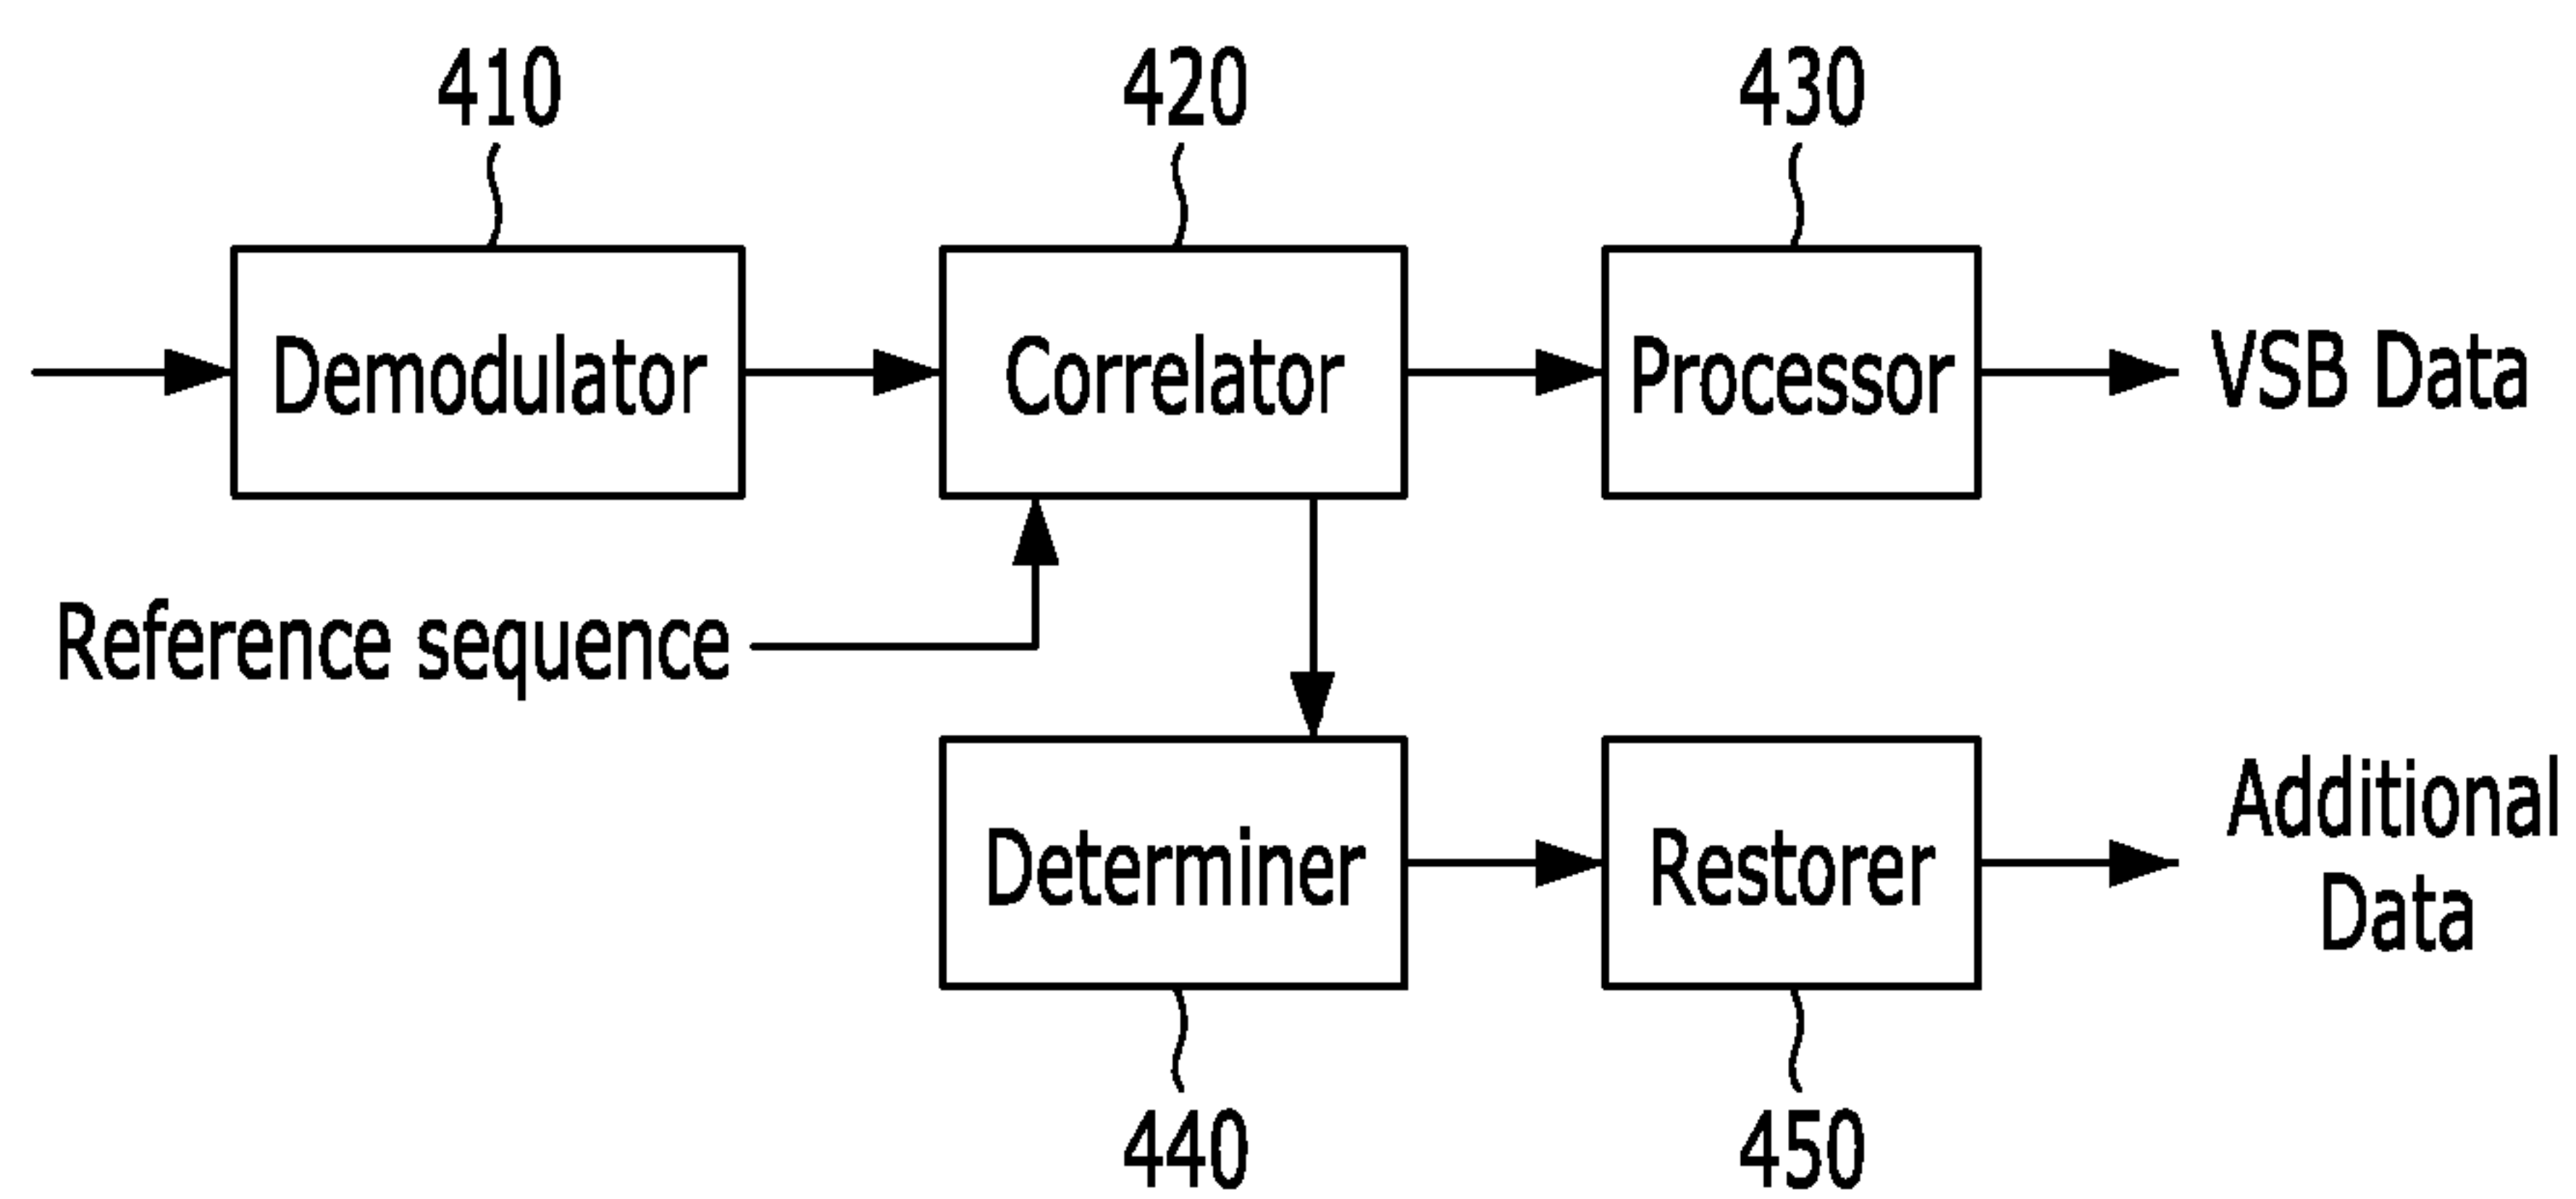 410
420
430
Demodulator
Correlator
Processor
VSB Data
Reference sequence
Determiner
Restorer
Additional
Data
440
450